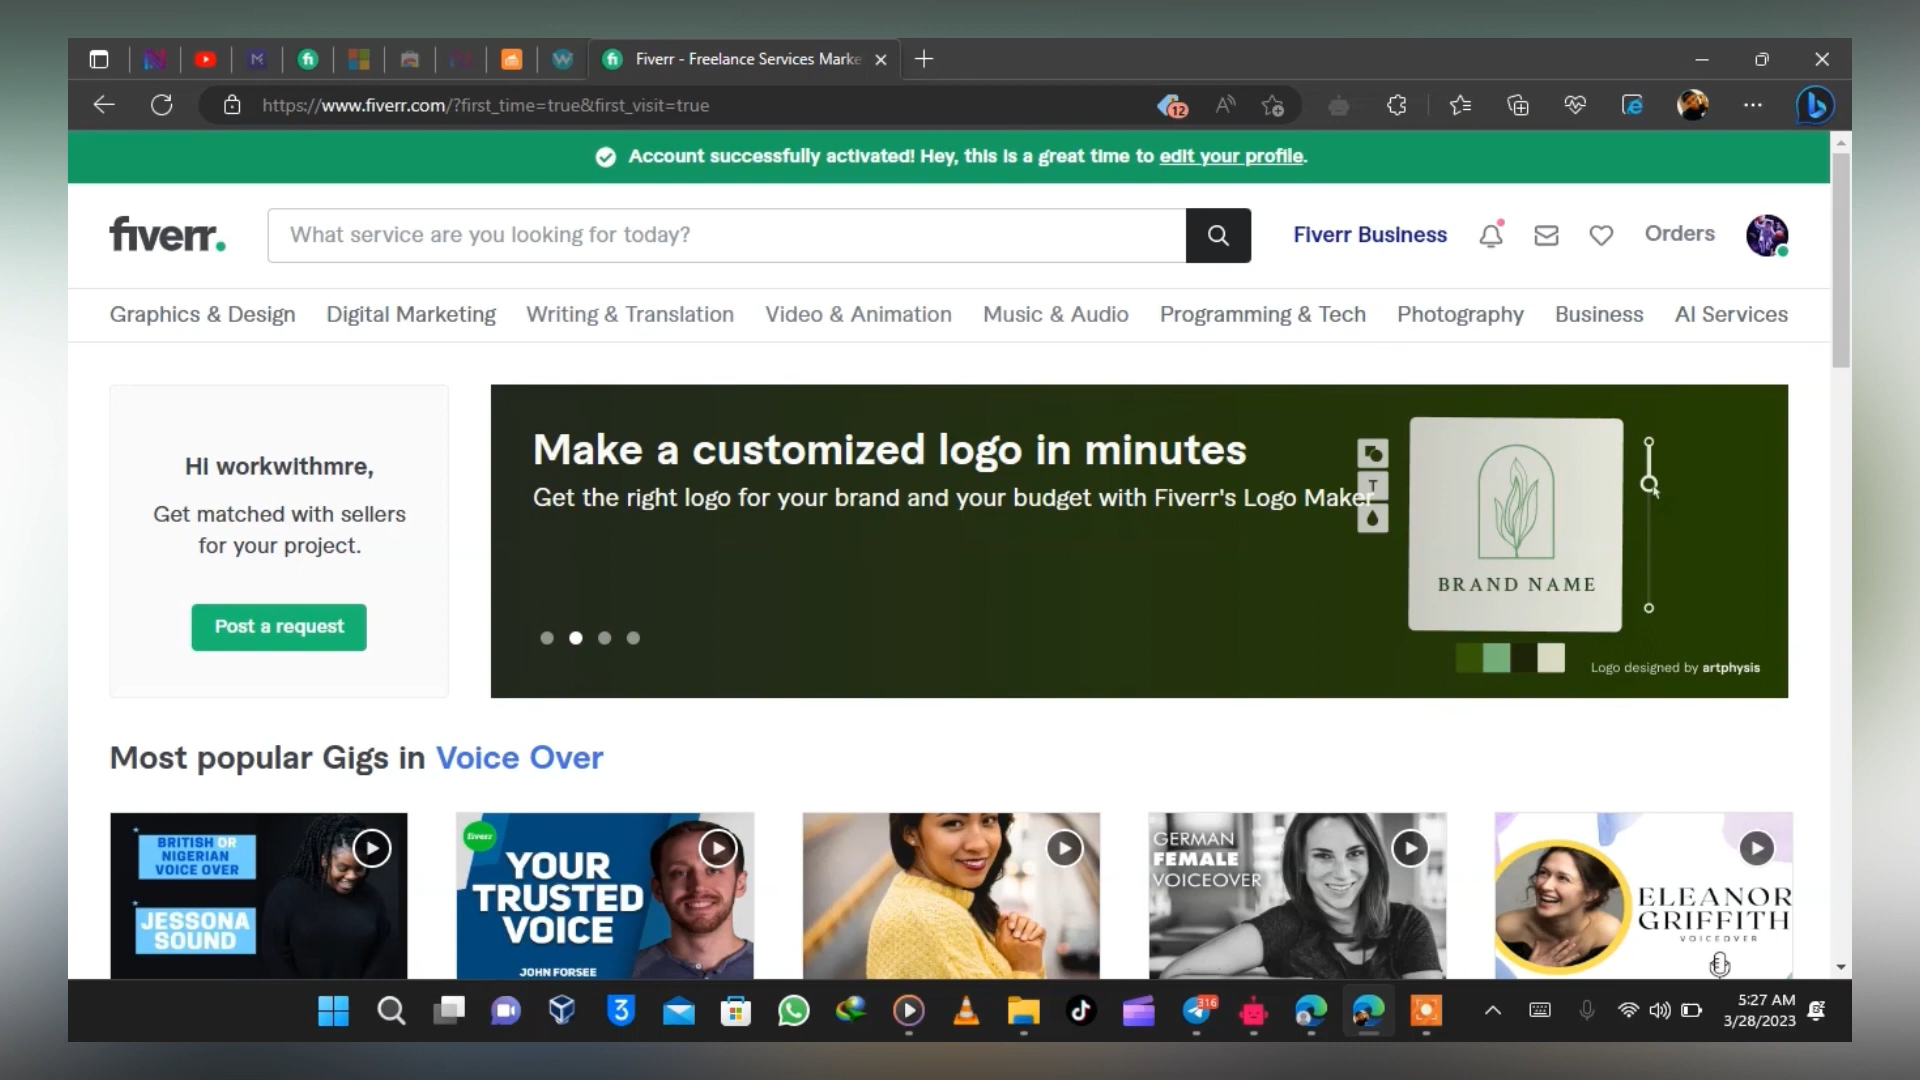 Fiverr - Freelance Services Marke
https://www.fiverr.com/?first_time=true&first_visit=true
12
Account successfully activated! Hey, this is a great time to edit your profile.
fiverr.
What service are you looking for today?
Fiverr Business
Orders
Graphics & Design
Digital Marketing
Writing & Translation
Video & Animation
Music & Audio
Programming & Tech
Photography
Business
AI Services
Hi workwithmre,
Get matched with sellers
for your project.
Post a request
Make a customized logo in minutes
Get the right logo for your brand and your budget with Fiverr's Logo Maker
T
BRAND NAME
Logo designed by artphysis
Most popular Gigs in Voice Over
BRITISH OR
NIGERIAN
VOICE OVER
JESSONA
SOUND
fiverr
YOUR
TRUSTED
VOICE
JOHN FORSEE
GERMAN
FEMALE
VOICEOVER
ELEANOR
GRIFFITH
VOICEOVER
3
316
5:27 AM
3/28/2023